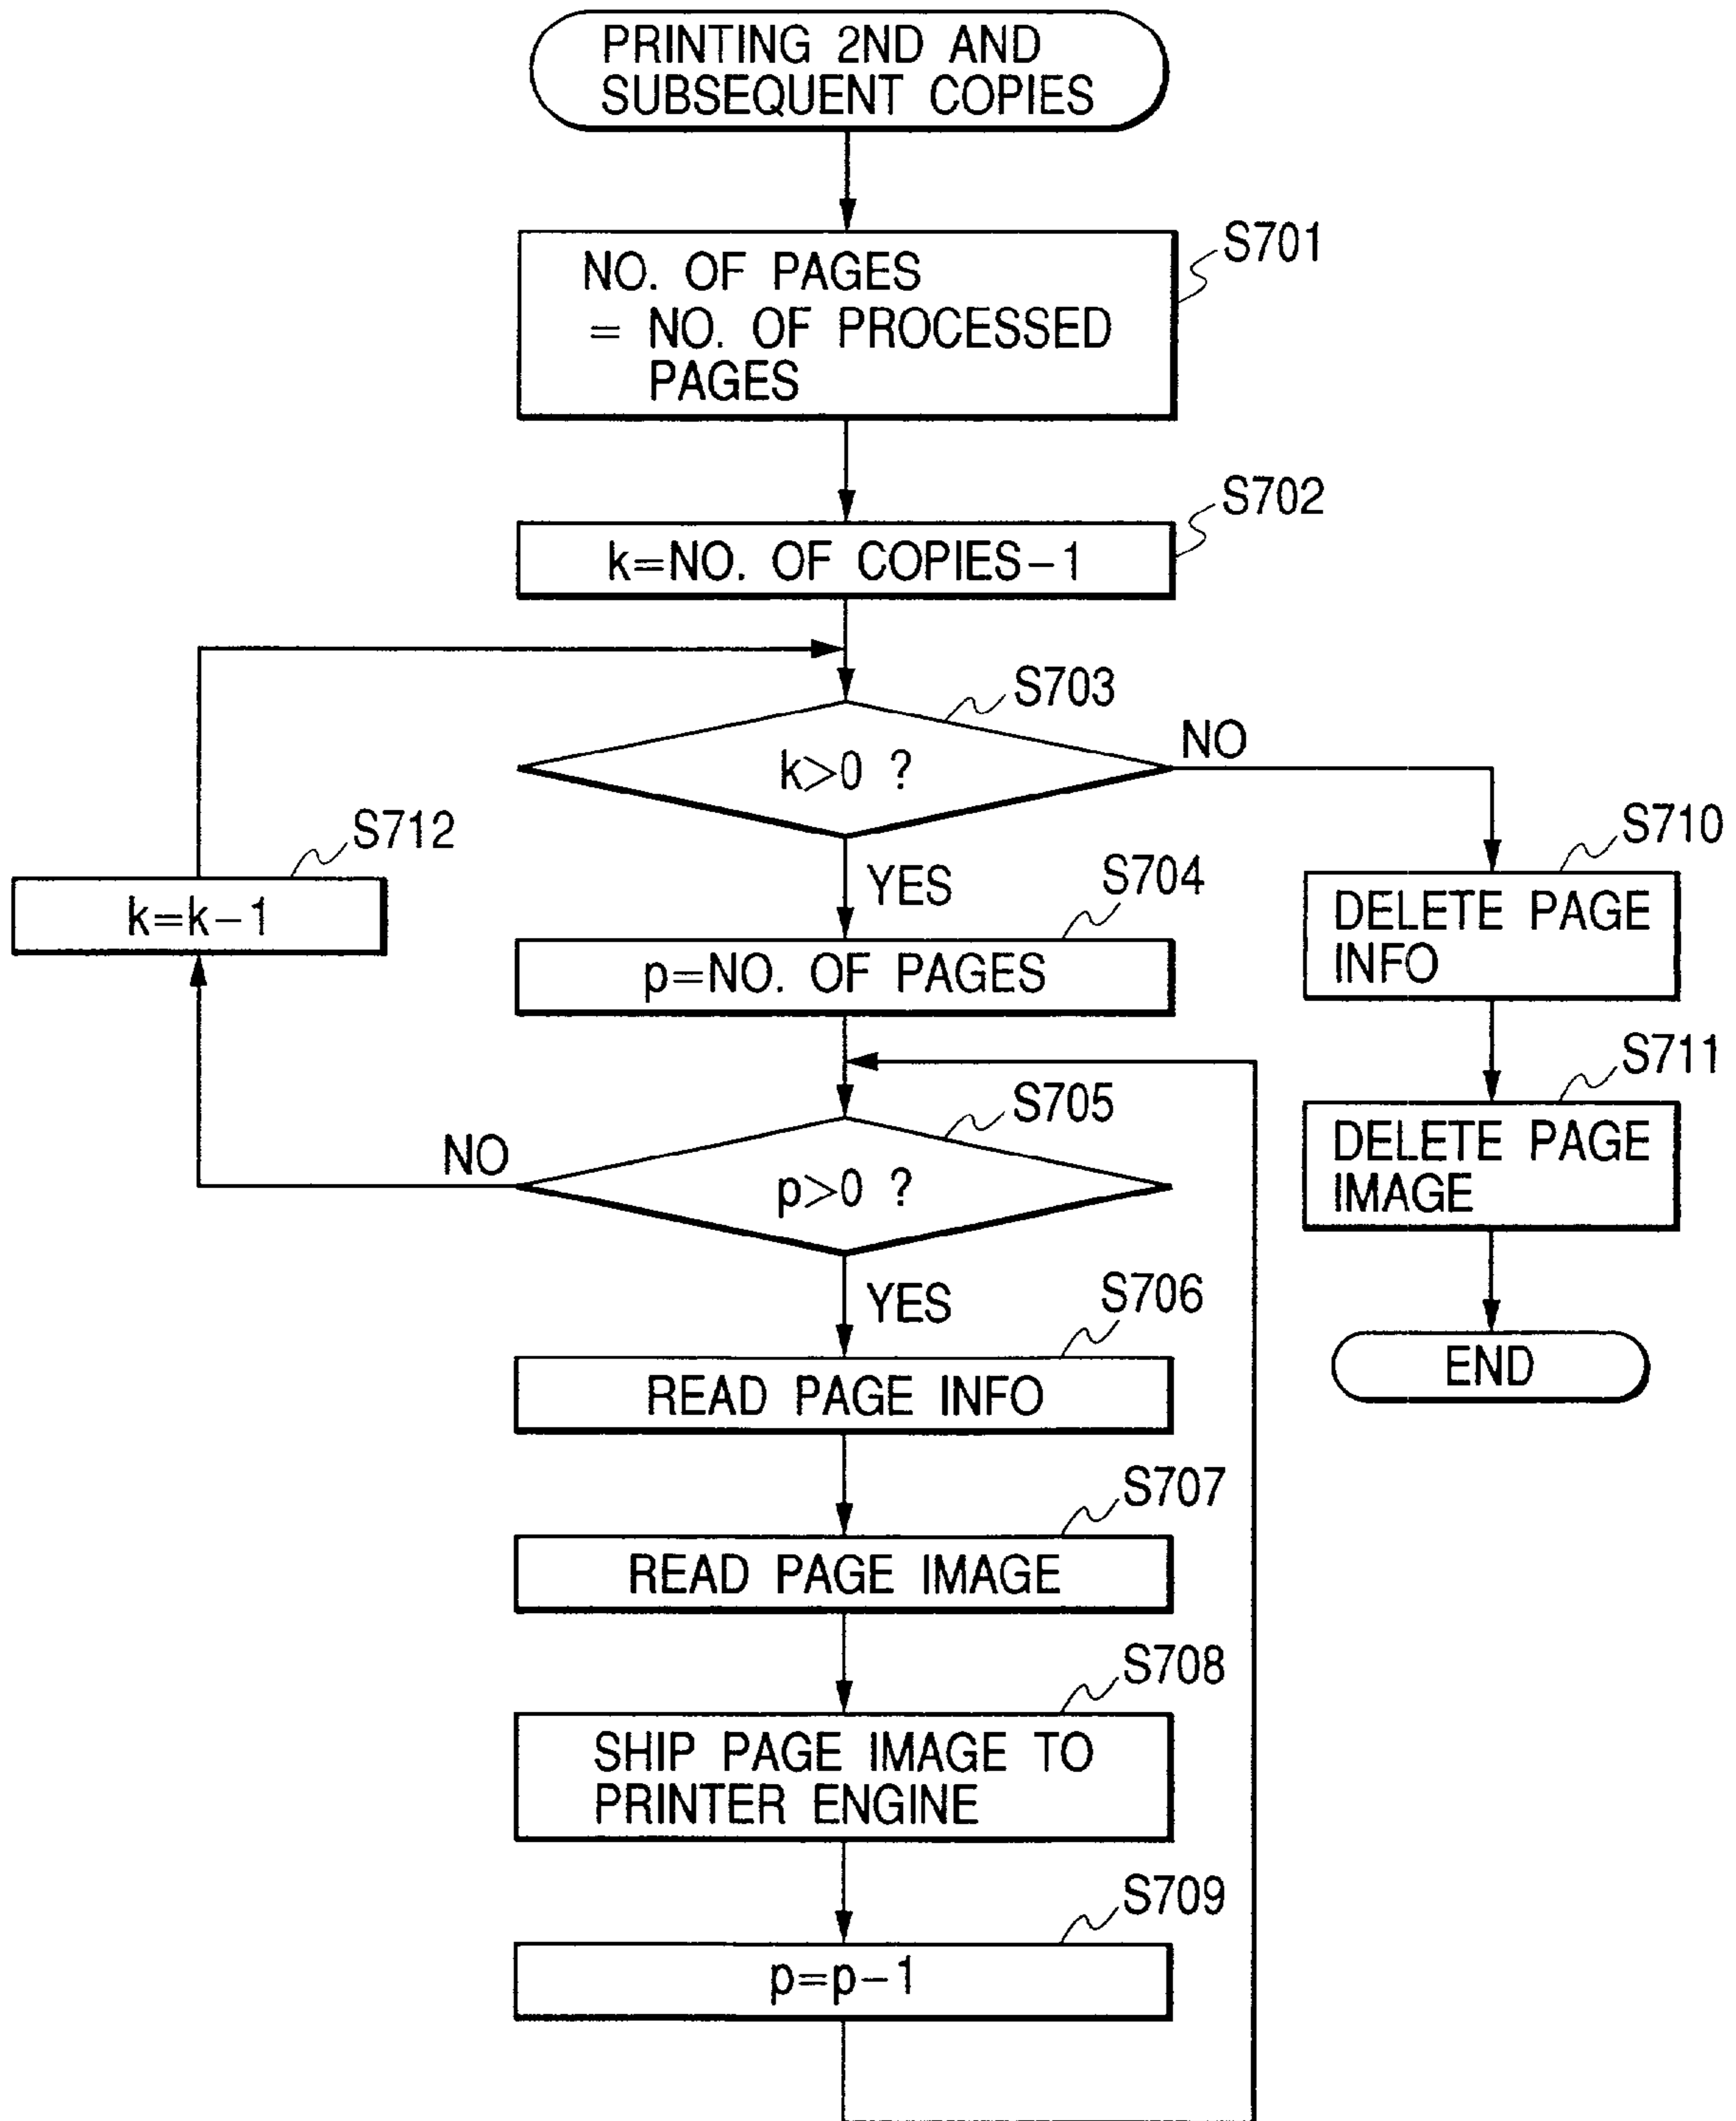 PRINTING 2ND AND
SUBSEQUENT COPIES
S701
NO. OF PAGES
= NO. OF PROCESSED
PAGES
S702
k=NO. OF COPIES-1
S703
k>0 ?
NO
YES
S712
k=k-1
S704
p=NO. OF PAGES
S710
DELETE PAGE
INFO
S711
DELETE PAGE
IMAGE
END
S705
p>0 ?
NO
YES
S706
READ PAGE INFO
S707
READ PAGE IMAGE
S708
SHIP PAGE IMAGE TO
PRINTER ENGINE
S709
p=p-1